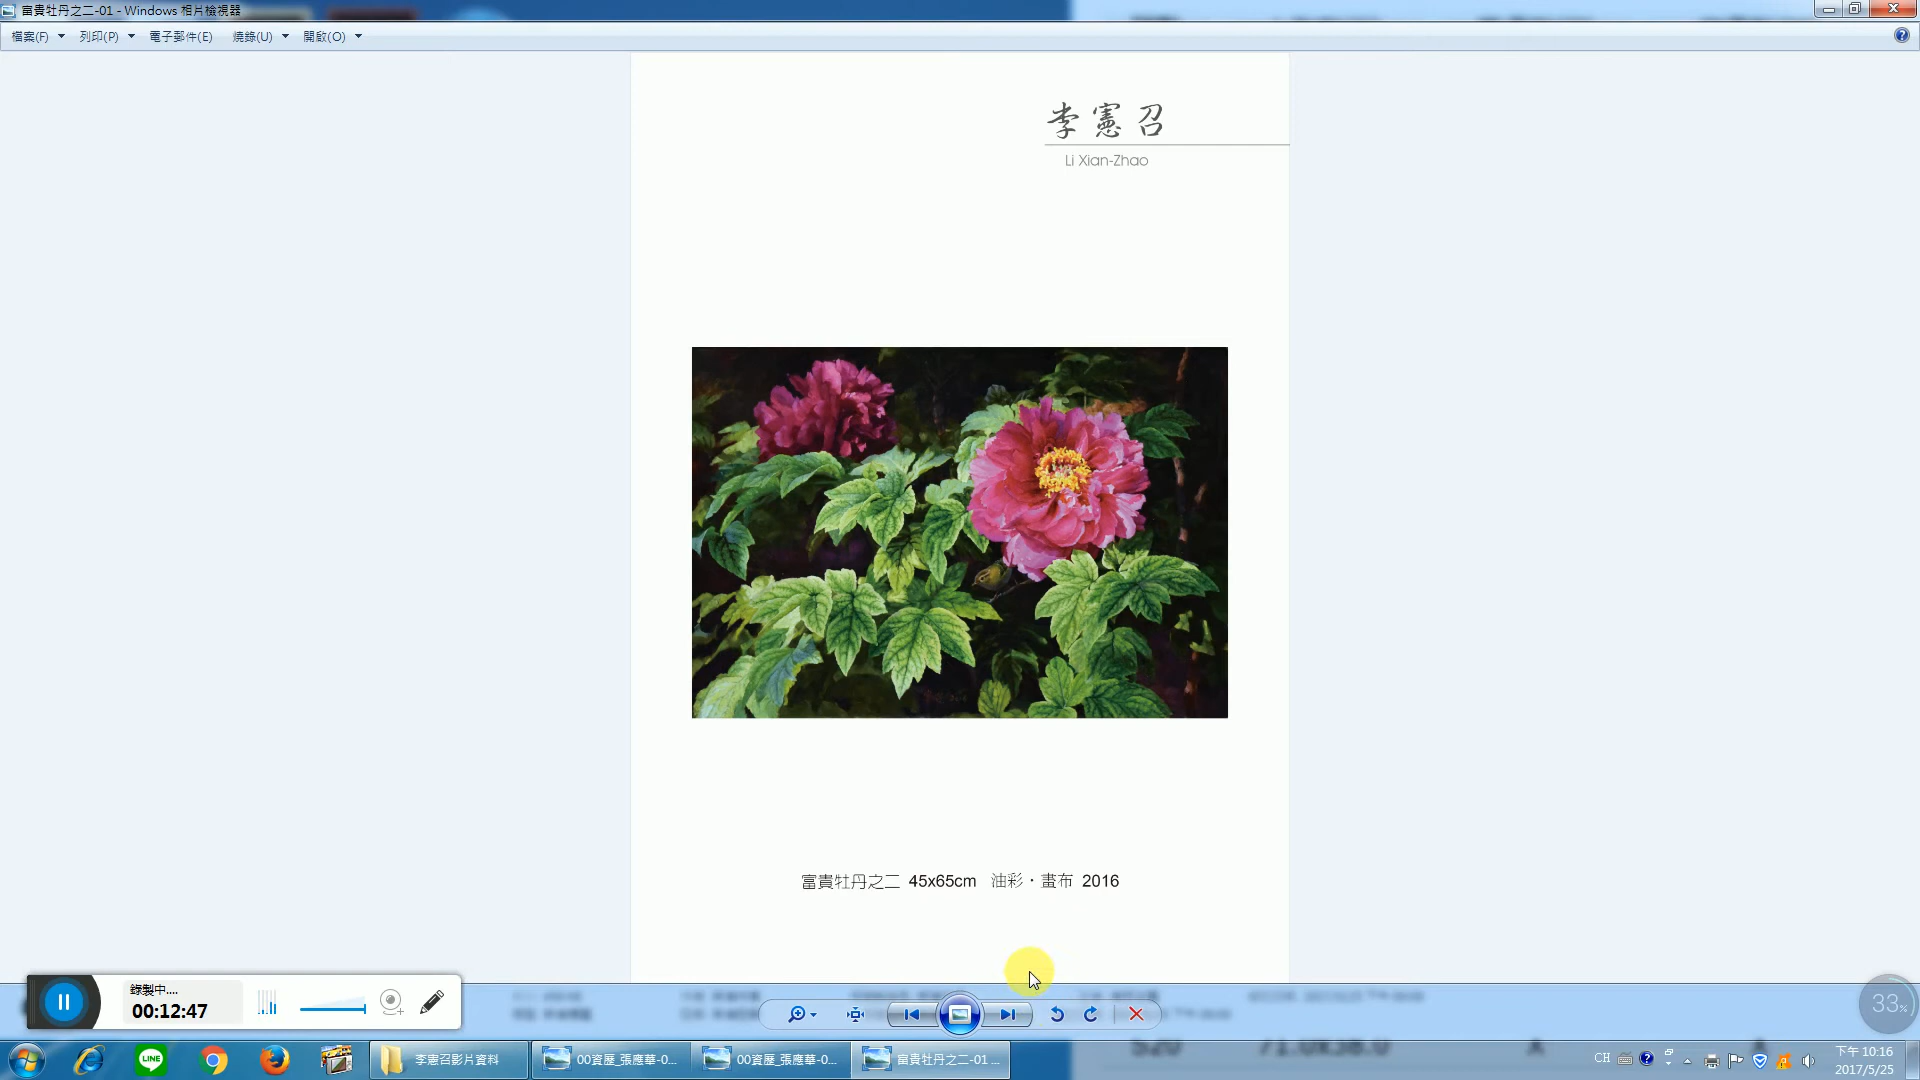 富貴牡丹之二-01 - Windows 相片檢視器
檔案(F) 列印(P) 電子郵件(E) 燒錄(U) 開啟(O)
李憲召
Li Xian-Zhao
富貴牡丹之二 45x65cm 油彩・畫布 2016
錄製中....
00:12:47
33%
李憲召影片資料
00資歷_張應華-0...
00資歷_張應華-0...
富貴牡丹之二-01 ...
LINE
CH
下午 10:16
2017/5/25